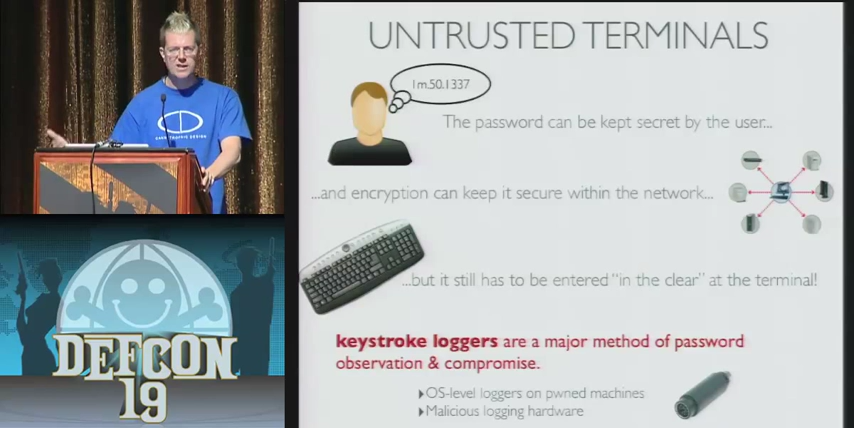 UNTRUSTED TERMINALS
1m.50.1337
The password can be kept secret by the user...
...and encryption can keep it secure within the network...
...but it still has to be entered "in the clear" at the terminal!
keystroke loggers are a major method of password
observation & compromise.
OS-level loggers on pwned machines
Malicious logging hardware
DEFCON
19